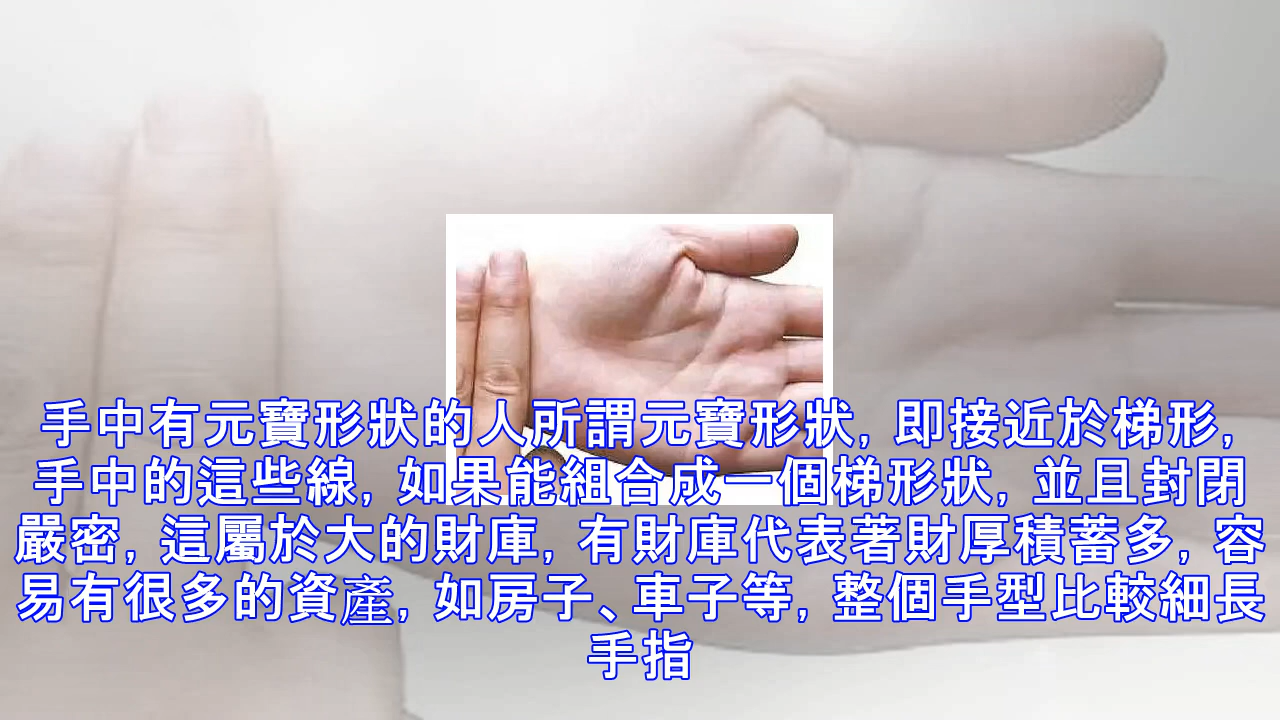 手中有元寶形狀的人所謂元寶形狀, 即接近於梯形,
手中的這些線, 如果能組合成一個梯形狀, 並且封閉
嚴密, 這屬於大的財庫, 有財庫代表著財厚積蓄多, 容
易有很多的資產, 如房子、車子等, 整個手型比較細長
手指